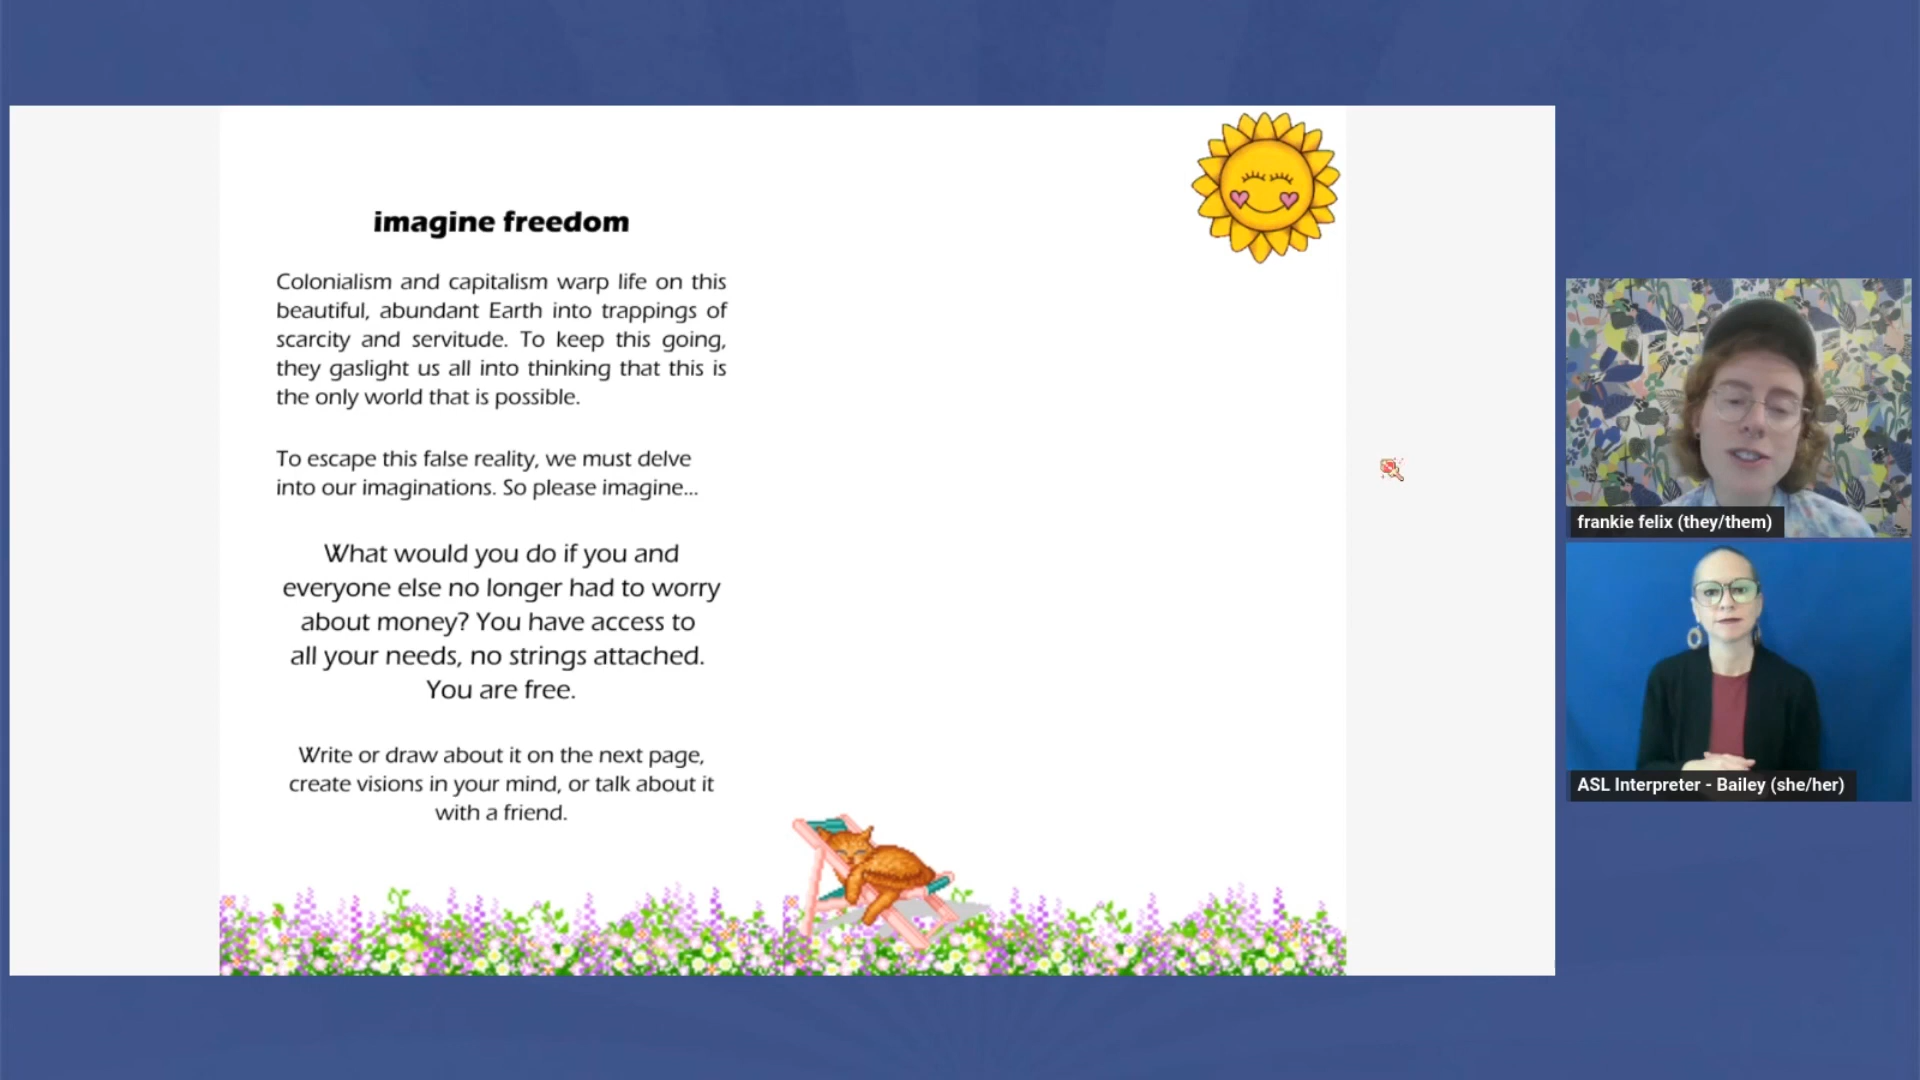 imagine freedom
Colonialism and capitalism warp life on this
beautiful, abundant Earth into trappings of
scarcity and servitude. To keep this going,
they gaslight us all into thinking that this is
the only world that is possible.
To escape this false reality, we must delve
into our imaginations. So please imagine...
What would you do if you and
everyone else no longer had to worry
about money? You have access to
all your needs, no strings attached.
You are free.
Write or draw about it on the next page,
create visions in your mind, or talk about it
with a friend.
frankie felix (they/them)
ASL Interpreter - Bailey (she/her)